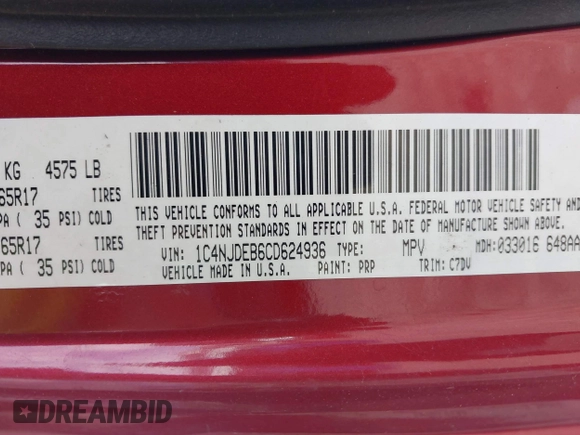 KG 4575 LB
65R17 TIRES
PA ( 35 PSI) COLD
65R17 TIRES
PA ( 35 PSI) COLD
THIS VEHICLE CONFORMS TO ALL APPLICABLE U.S.A. FEDERAL MOTOR VEHICLE SAFETY AND
THEFT PREVENTION STANDARDS IN EFFECT ON THE DATE OF MANUFACTURE SHOWN ABOVE.
VIN: 1C4NJDEB6CD624936 TYPE: MPV MDH:033016 648AA
VEHICLE MADE IN U.S.A. PAINT: PRP TRIM: C7DV
DREAMBID